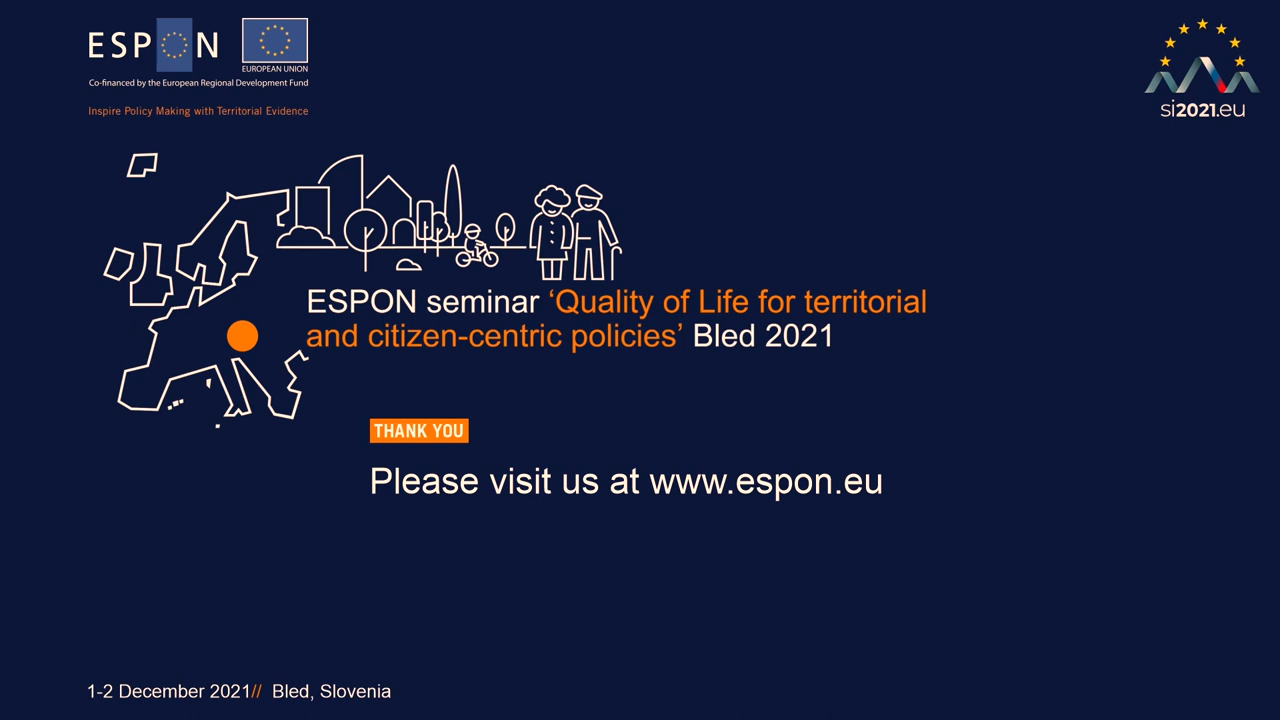 ESPON
EUROPEAN UNION
Co-financed by the European Regional Development Fund
Inspire Policy Making with Territorial Evidence
si2021.eu
ESPON seminar ‘Quality of Life for territorial
and citizen-centric policies’ Bled 2021
THANK YOU
Please visit us at www.espon.eu
1-2 December 2021// Bled, Slovenia